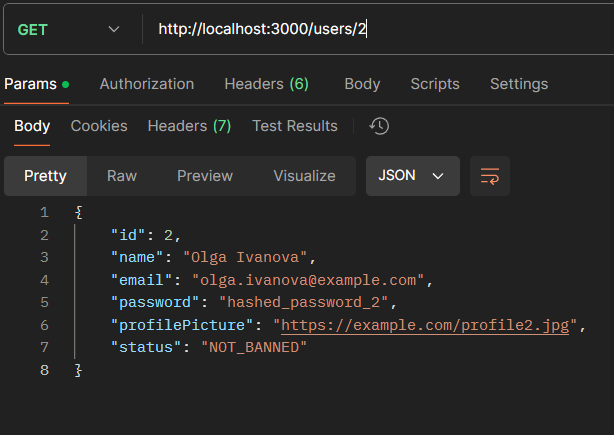 GET http://localhost:3000/users/2
Params Authorization Headers (6) Body Scripts Settings
Body Cookies Headers (7) Test Results
Pretty Raw Preview Visualize JSON
1 {
2 "id": 2,
3 "name": "Olga Ivanova",
4 "email": "olga.ivanova@example.com",
5 "password": "hashed_password_2",
6 "profilePicture": "https://example.com/profile2.jpg",
7 "status": "NOT_BANNED"
8 }